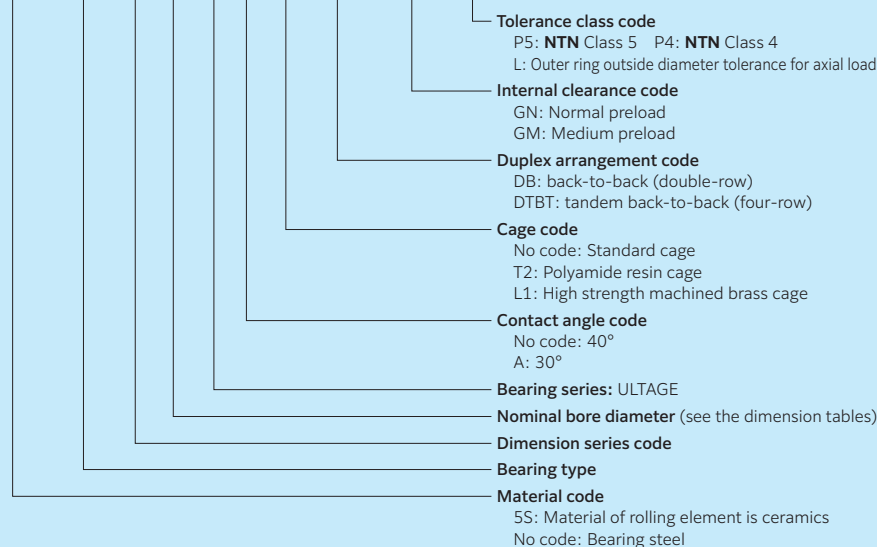 Tolerance class code
P5: NTN Class 5 P4: NTN Class 4
L: Outer ring outside diameter tolerance for axial load
Internal clearance code
GN: Normal preload
GM: Medium preload
Duplex arrangement code
DB: back-to-back (double-row)
DTBT: tandem back-to-back (four-row)
Cage code
No code: Standard cage
T2: Polyamide resin cage
L1: High strength machined brass cage
Contact angle code
No code: 40°
A: 30°
Bearing series: ULTAGE
Nominal bore diameter (see the dimension tables)
Dimension series code
Bearing type
Material code
5S: Material of rolling element is ceramics
No code: Bearing steel